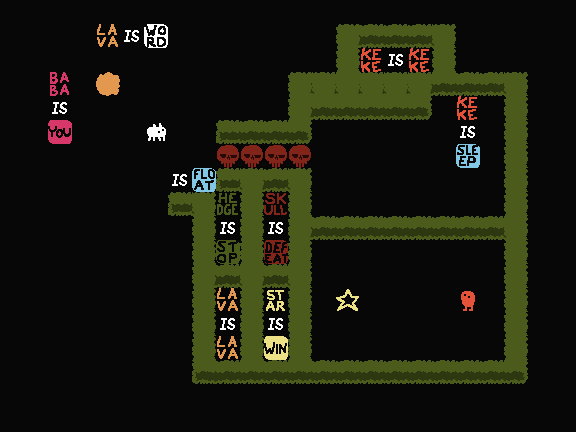 LAVA IS WORD
KEKE IS KEKE
BABA
IS
YOU
KEKE
IS
SLEEP
IS FLOAT
HEDGE
IS
STOP
SKULL
IS
DEFEAT
LAVA
IS
LAVA
STAR
IS
WIN